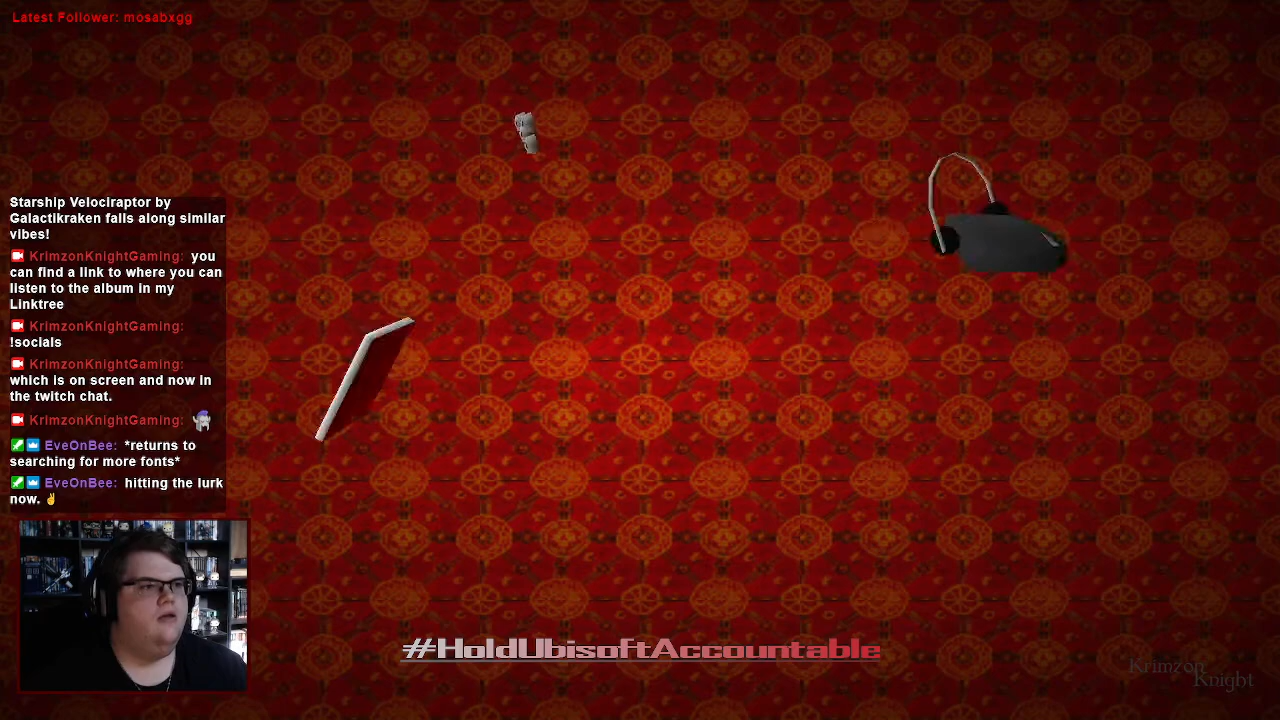 Latest Follower: mosabxgg
Starship Velociraptor by
Galactikraken falls along similar
vibes!
KrimzonKnightGaming: you
can find a link to where you can
listen to the album in my
Linktree
KrimzonKnightGaming:
!socials
KrimzonKnightGaming:
which is on screen and now in
the twitch chat.
KrimzonKnightGaming:
EveOnBee: *returns to
searching for more fonts*
EveOnBee: hitting the lurk
now. ✌
#HoldUbisoftAccountable
Krimzon
Knight